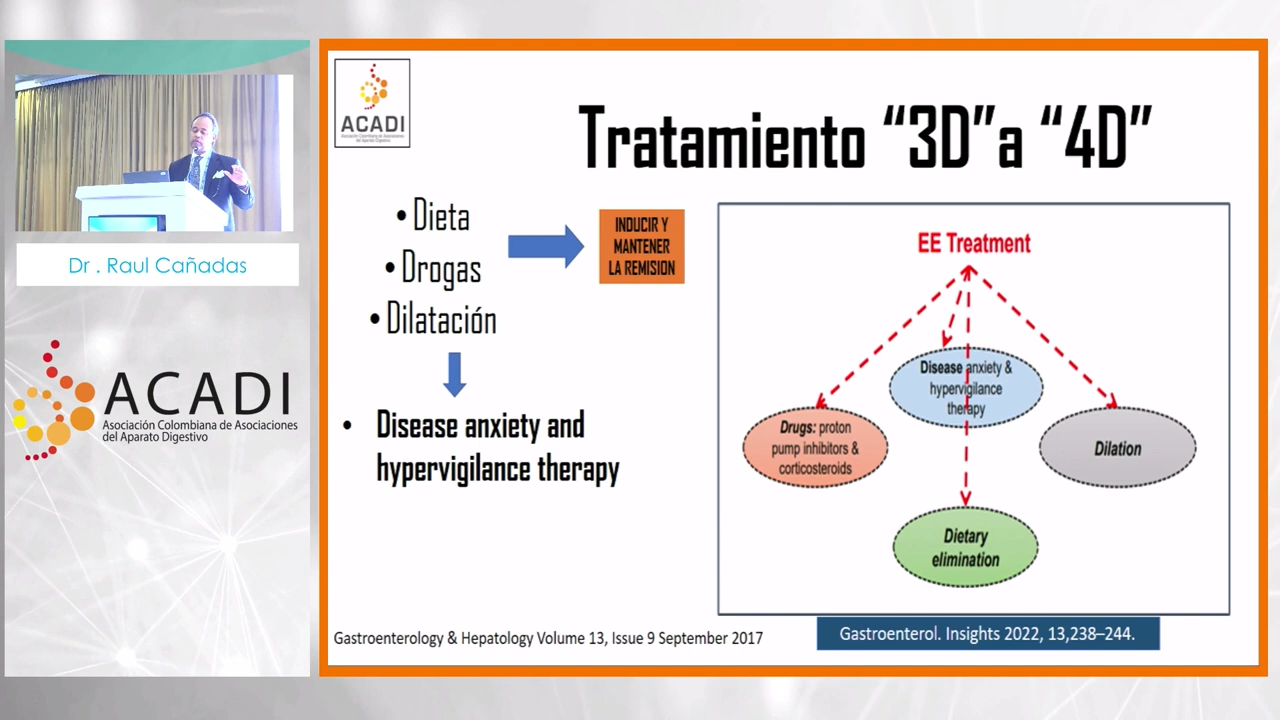 Dr . Raul Cañadas
ACADI
Asociación Colombiana de Asociaciones
del Aparato Digestivo
ACADI
Asociación Colombiana de Asociaciones
del Aparato Digestivo
Tratamiento “3D”a “4D”
• Dieta
• Drogas
• Dilatación
INDUCIR Y
MANTENER
LA REMISION
• Disease anxiety and
hypervigilance therapy
EE Treatment
Disease anxiety &
hypervigilance
therapy
Drugs: proton
pump inhibitors &
corticosteroids
Dilation
Dietary
elimination
Gastroenterology & Hepatology Volume 13, Issue 9 September 2017
Gastroenterol. Insights 2022, 13,238–244.